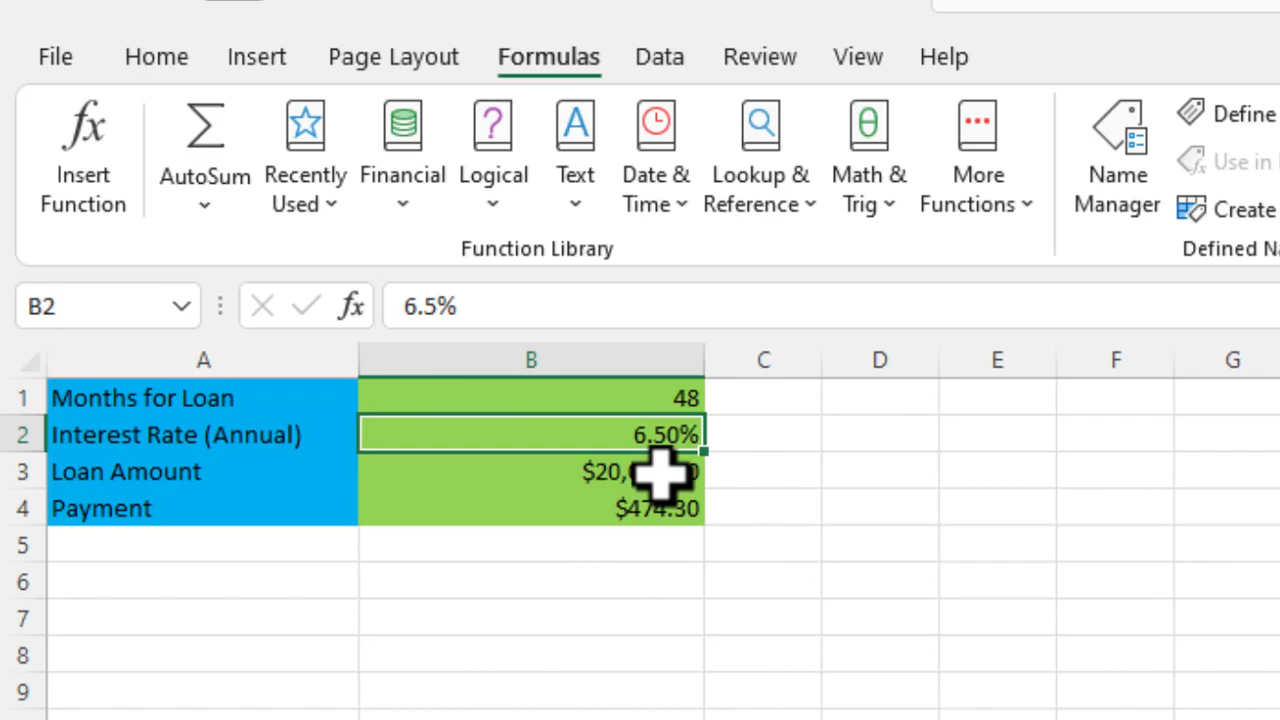 File Home Insert Page Layout Formulas Data Review View Help
fx
Insert Function
AutoSum
Recently Used
Financial
Logical
Text
Date & Time
Lookup & Reference
Math & Trig
More Functions
Name Manager
Define
Use in
Create
Function Library
Defined
B2 fx 6.5%
A B C D E F G
1 Months for Loan 48
2 Interest Rate (Annual) 6.50%
3 Loan Amount
4 Payment $474.30
5
6
7
8
9